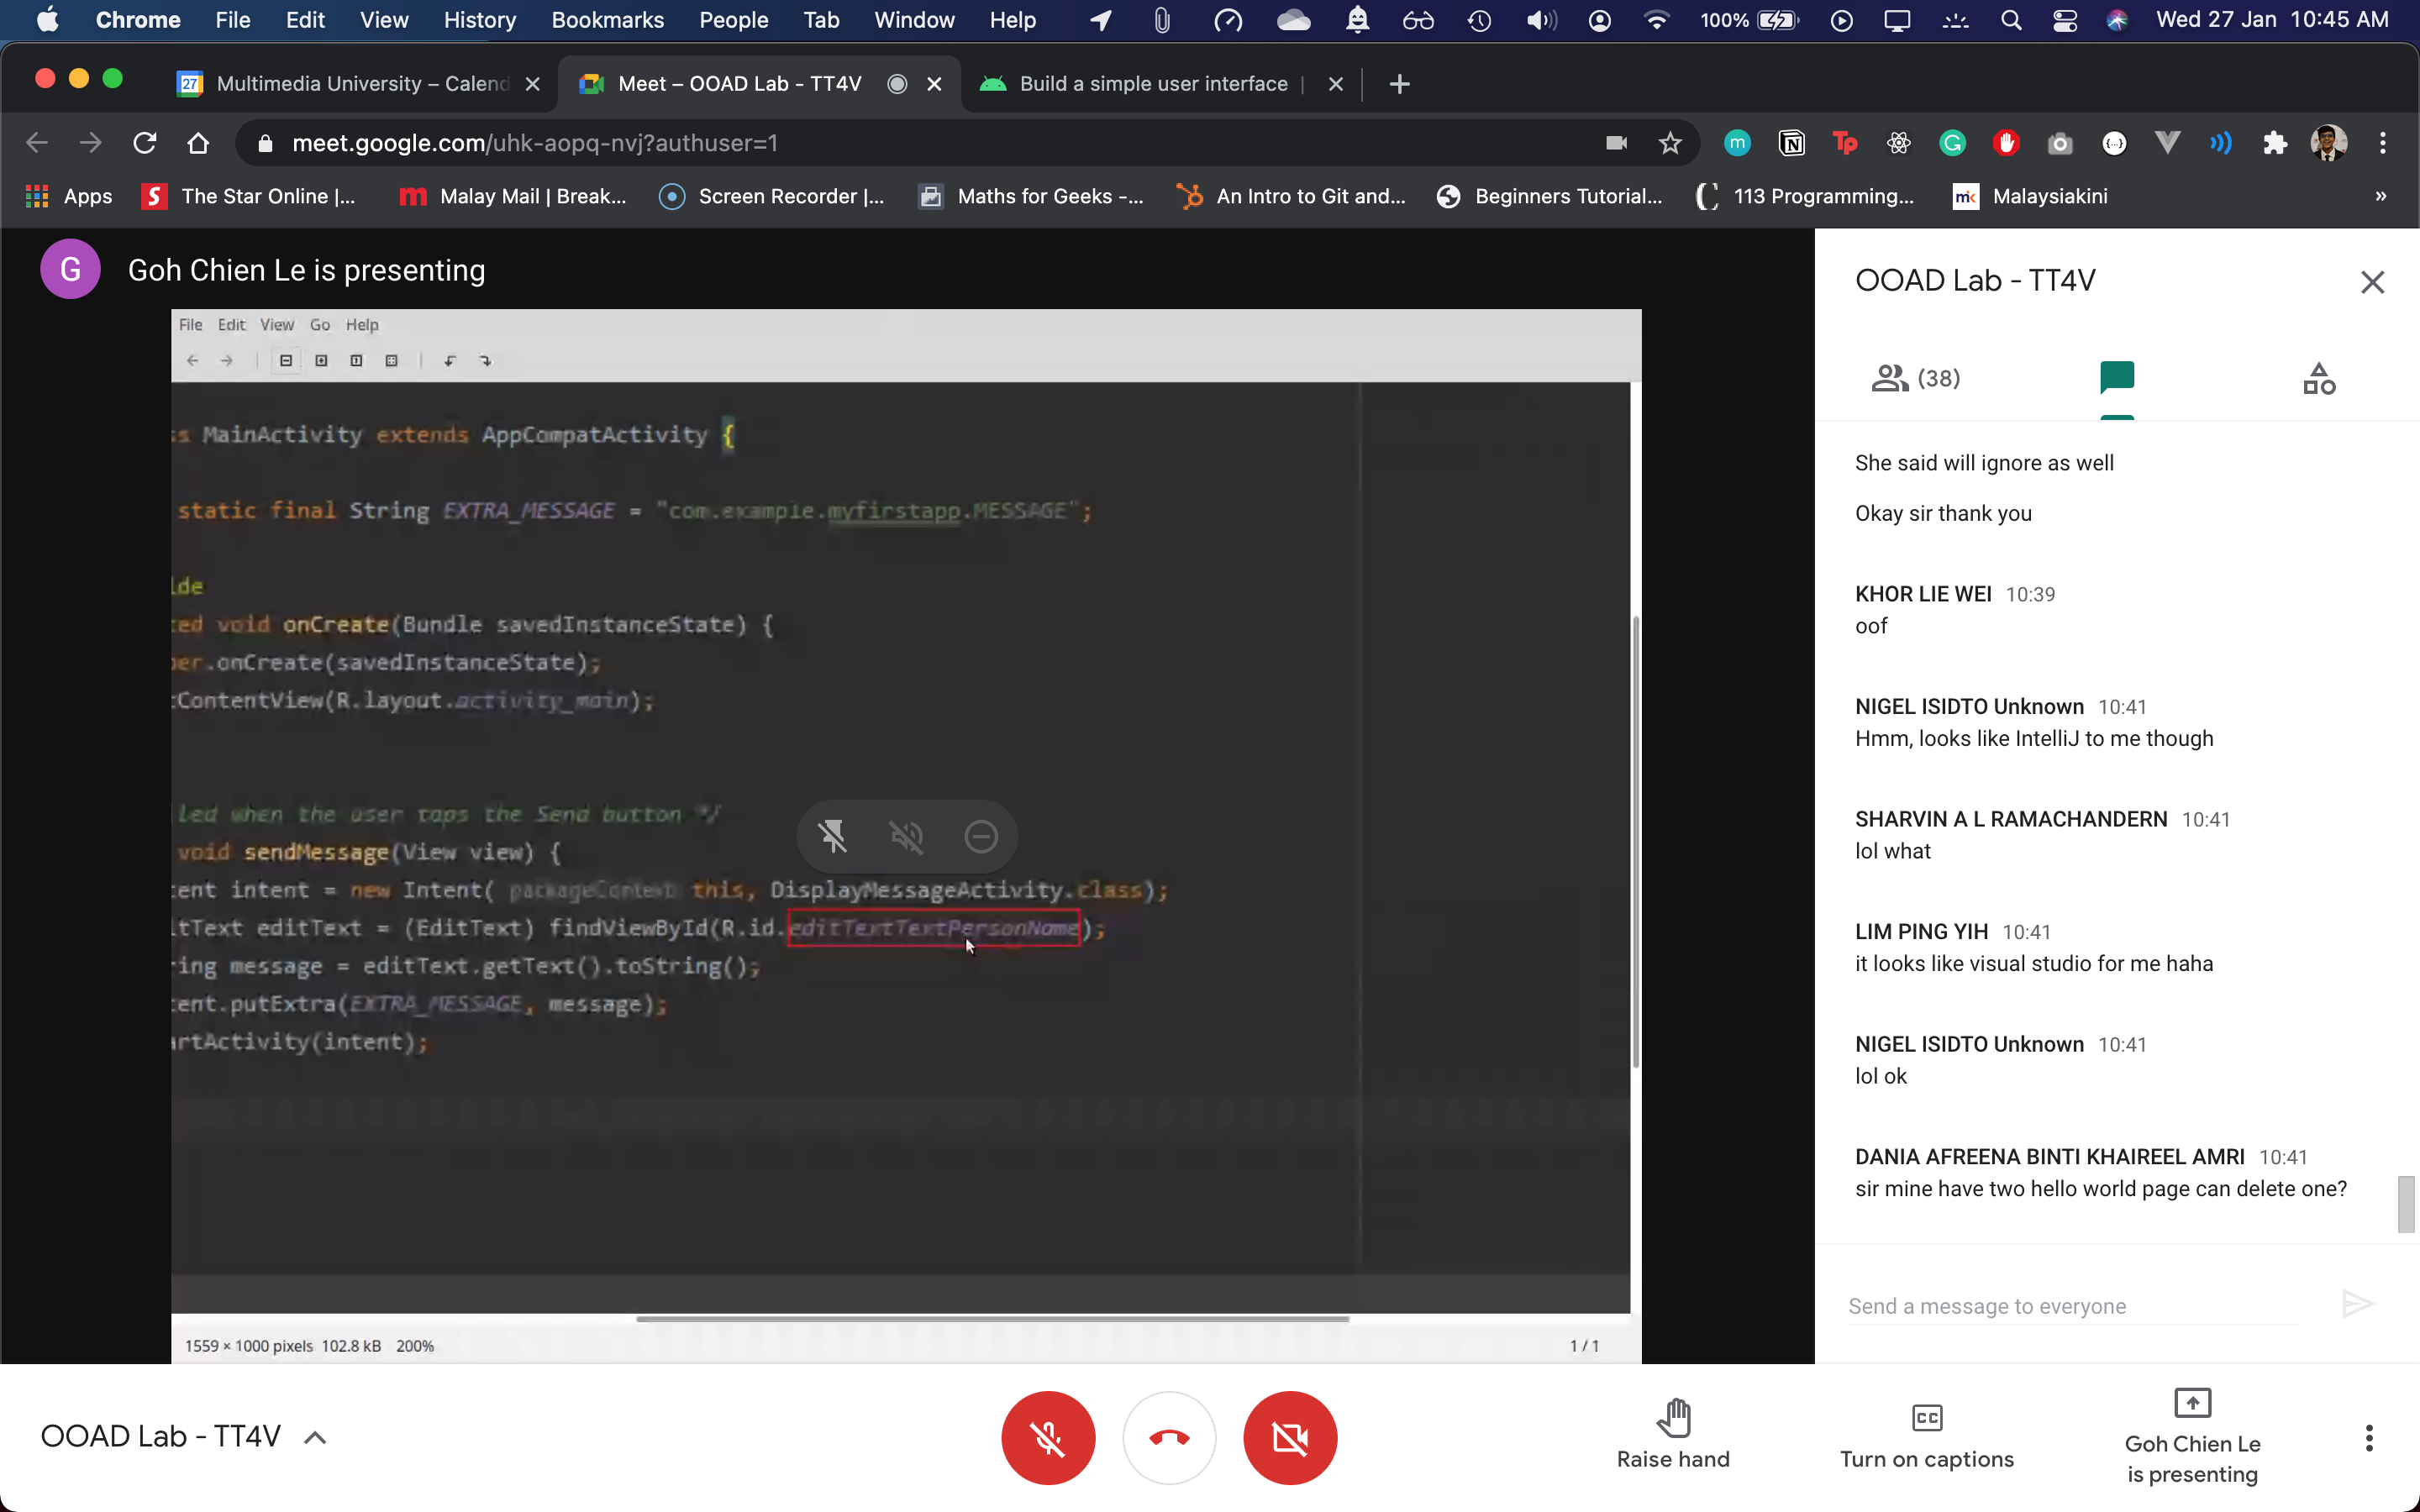 Chrome File Edit View History Bookmarks People Tab Window Help 100% Wed 27 Jan 10:45 AM
27 Multimedia University – Calend Meet – OOAD Lab - TT4V Build a simple user interface |
meet.google.com/uhk-aopq-nvj?authuser=1
Apps The Star Online |... Malay Mail | Break... Screen Recorder |... Maths for Geeks -... An Intro to Git and... Beginners Tutorial... 113 Programming... mk Malaysiakini »
G Goh Chien Le is presenting
File Edit View Go Help
ss MainActivity extends AppCompatActivity {
static final String EXTRA_MESSAGE = "com.example.myfirstapp.MESSAGE";
ide
ted void onCreate(Bundle savedInstanceState) {
per.onCreate(savedInstanceState);
tContentView(R.layout.activity_main);
led when the user taps the Send button */
void sendMessage(View view) {
tent intent = new Intent( packageContext this, DisplayMessageActivity.class);
itText editText = (EditText) findViewById(R.id.editTextTextPersonName);
ring message = editText.getText().toString();
tent.putExtra(EXTRA_MESSAGE, message);
artActivity(intent);
1559 × 1000 pixels 102.8 kB 200% 1 / 1
OOAD Lab - TT4V
(38)
She said will ignore as well
Okay sir thank you
KHOR LIE WEI 10:39
oof
NIGEL ISIDTO Unknown 10:41
Hmm, looks like IntelliJ to me though
SHARVIN A L RAMACHANDERN 10:41
lol what
LIM PING YIH 10:41
it looks like visual studio for me haha
NIGEL ISIDTO Unknown 10:41
lol ok
DANIA AFREENA BINTI KHAIREEL AMRI 10:41
sir mine have two hello world page can delete one?
Send a message to everyone
OOAD Lab - TT4V
Raise hand
CC
Turn on captions
Goh Chien Le
is presenting